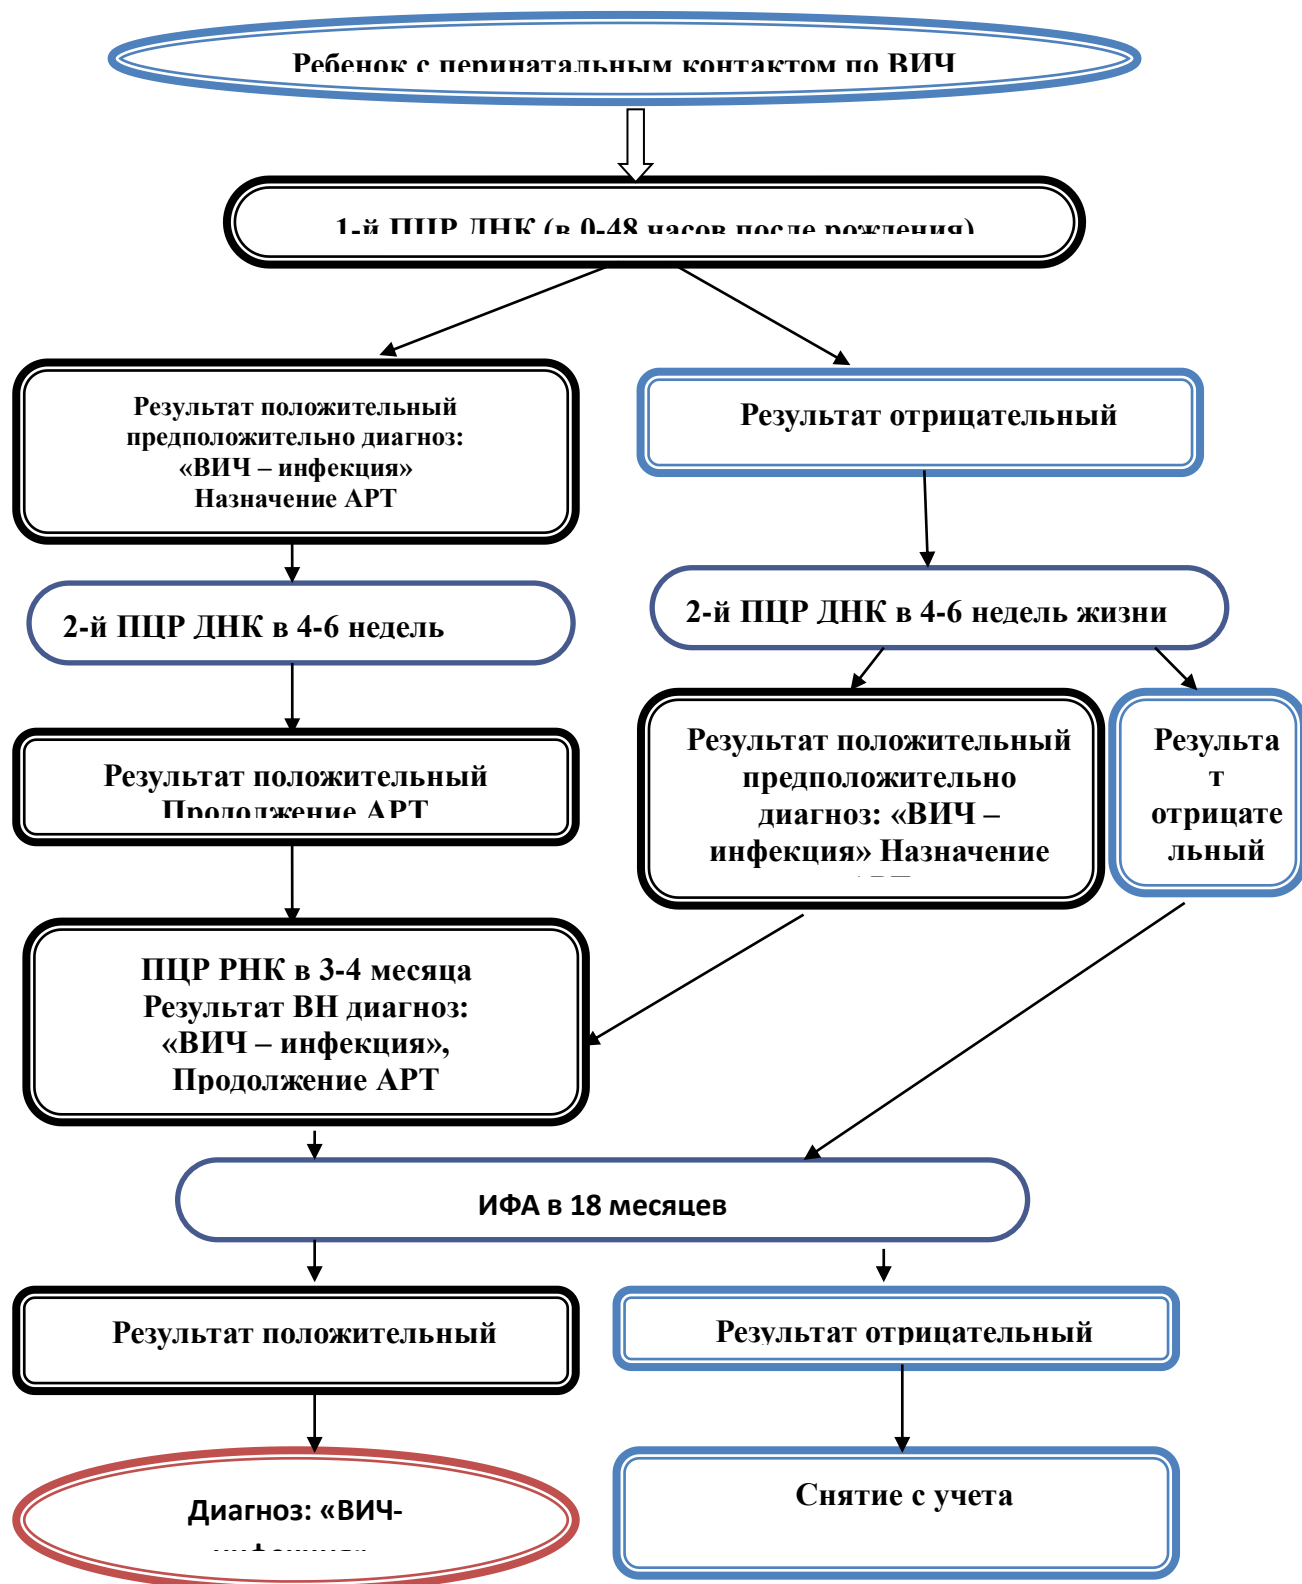 Ребенок с перинатальным контактом по ВИЧ
1-й ПЦР ДНК (в 0-48 часов после рождения)
Результат положительный
предположительно диагноз:
«ВИЧ – инфекция»
Назначение АРТ
Результат отрицательный
2-й ПЦР ДНК в 4-6 недель
2-й ПЦР ДНК в 4-6 недель жизни
Результат положительный
Продолжение АРТ
Результат положительный
предположительно
диагноз: «ВИЧ –
инфекция» Назначение
Результа
т
отрицате
льный
ПЦР РНК в 3-4 месяца
Результат ВН диагноз:
«ВИЧ – инфекция»,
Продолжение АРТ
ИФА в 18 месяцев
Результат положительный
Результат отрицательный
Диагноз: «ВИЧ-
Снятие с учета